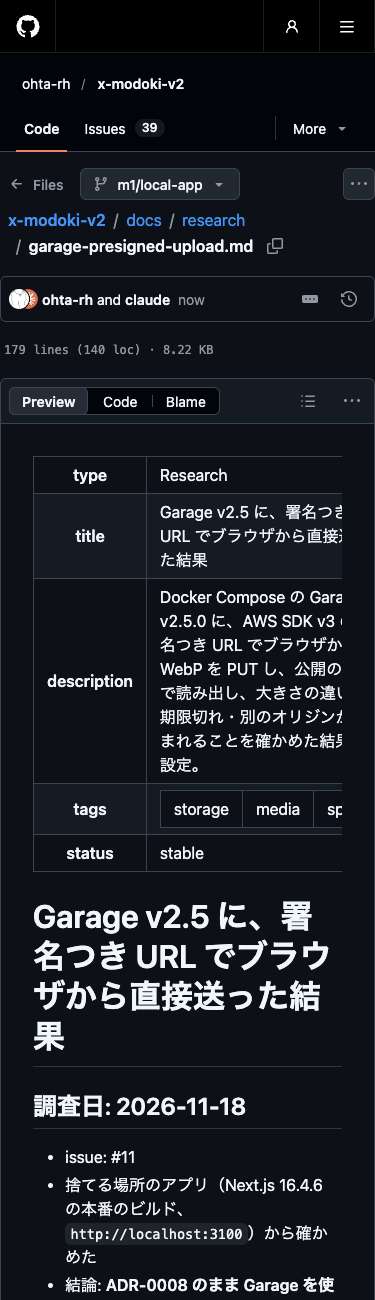 ohta-rh / x-modoki-v2
Code Issues 39 More
Files m1/local-app
x-modoki-v2 / docs / research
/ garage-presigned-upload.md
ohta-rh and claude now
179 lines (140 loc) · 8.22 KB
Preview Code Blame
type Research
title Garage v2.5 に、署名つき
URL でブラウザから直接送
た結果
description Docker Compose の Gara
v2.5.0 に、AWS SDK v3 の
名つき URL でブラウザか
WebP を PUT し、公開の
で読み出し、大きさの違い
期限切れ・別のオリジンか
まれることを確かめた結果
設定。
tags storage media sp
status stable
Garage v2.5 に、署
名つき URL でブラウ
ザから直接送った結
果
調査日: 2026-11-18
issue: #11
捨てる場所のアプリ（Next.js 16.4.6
の本番のビルド、
http://localhost:3100）から確か
めた
結論: ADR-0008 のまま Garage を使